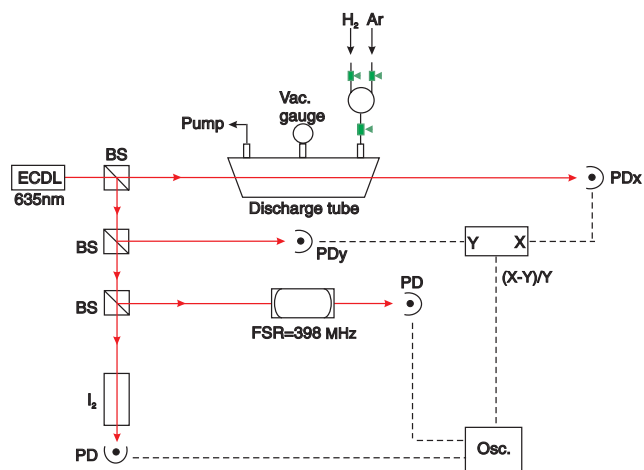 H₂ Ar
Vac.
gauge
Pump
BS
ECDL
635nm
Discharge tube
PDx
BS
PDy
Y X
(X-Y)/Y
BS
PD
FSR=398 MHz
I₂
PD
Osc.